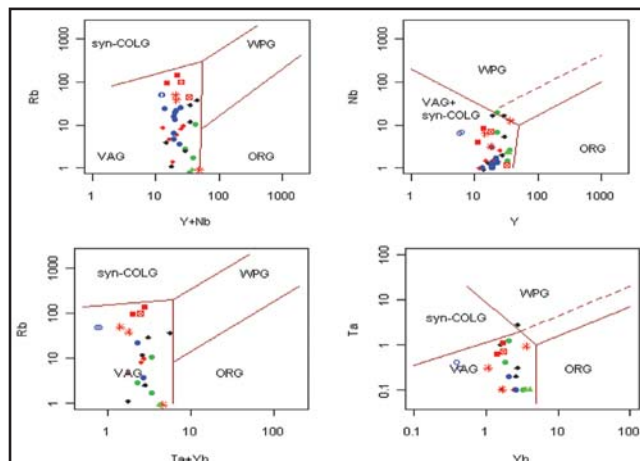 syn-COLG
WPG
VAG
ORG
Rb
1
10
100
1000
1
10
100
1000
Y+Nb
WPG
VAG+
syn-COLG
ORG
Nb
1
10
100
1000
1
10
100
1000
Y
syn-COLG
WPG
VAG
ORG
Rb
1
10
100
1000
1
10
100
Ta+Yb
WPG
syn-COLG
VAG
ORG
Ta
0.1
1
10
100
0.1
1
10
100
Yb